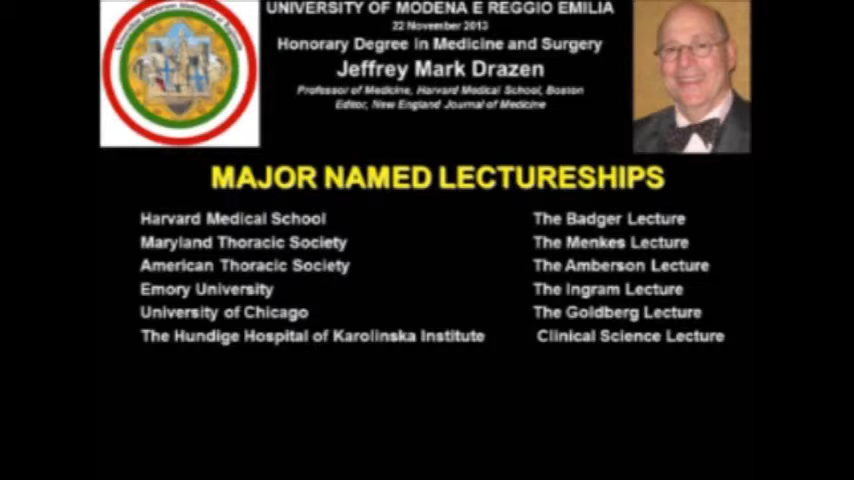 UNIVERSITY OF MODENA E REGGIO EMILIA
22 November 2013
Honorary Degree in Medicine and Surgery
Jeffrey Mark Drazen
Professor of Medicine, Harvard Medical School, Boston
Editor, New England Journal of Medicine
MAJOR NAMED LECTURESHIPS
Harvard Medical School The Badger Lecture
Maryland Thoracic Society The Menkes Lecture
American Thoracic Society The Amberson Lecture
Emory University The Ingram Lecture
University of Chicago The Goldberg Lecture
The Hundige Hospital of Karolinska Institute Clinical Science Lecture